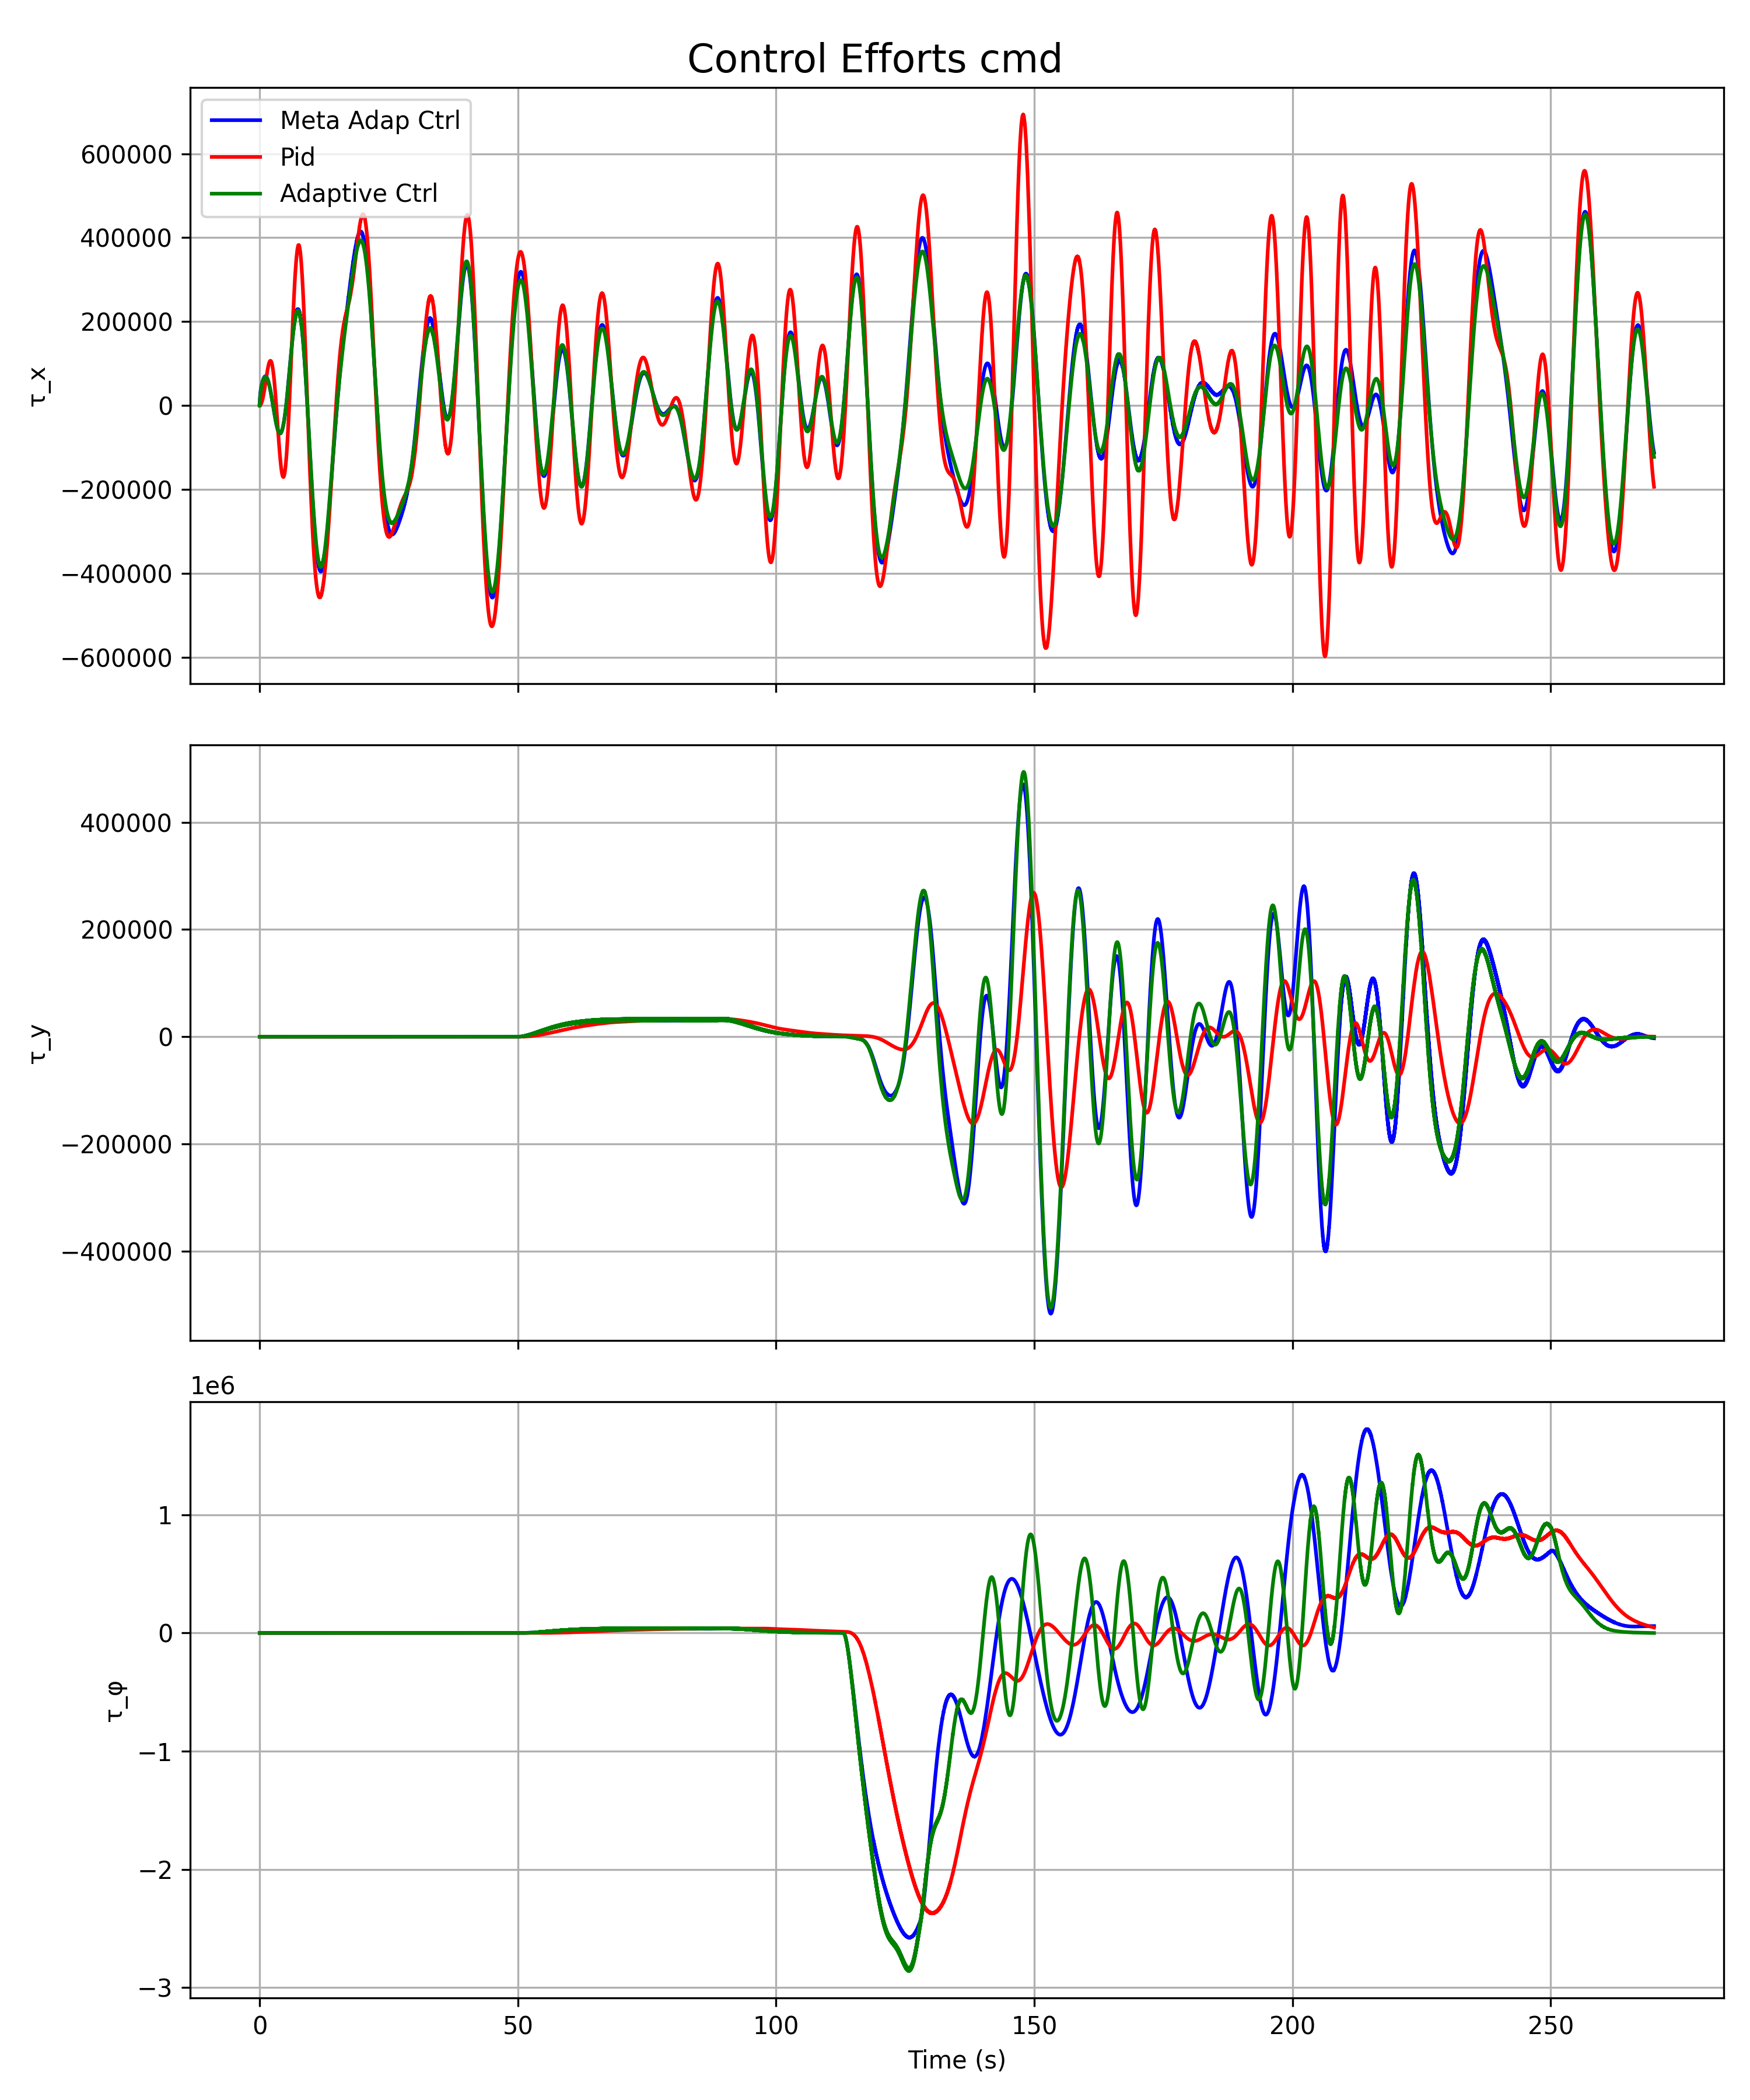 Control Efforts cmd
Meta Adap Ctrl
Pid
Adaptive Ctrl
600000
400000
200000
0
−200000
−400000
−600000
τ_x
400000
200000
0
−200000
−400000
τ_y
1e6
1
0
−1
−2
−3
τ_φ
0 50 100 150 200 250
Time (s)